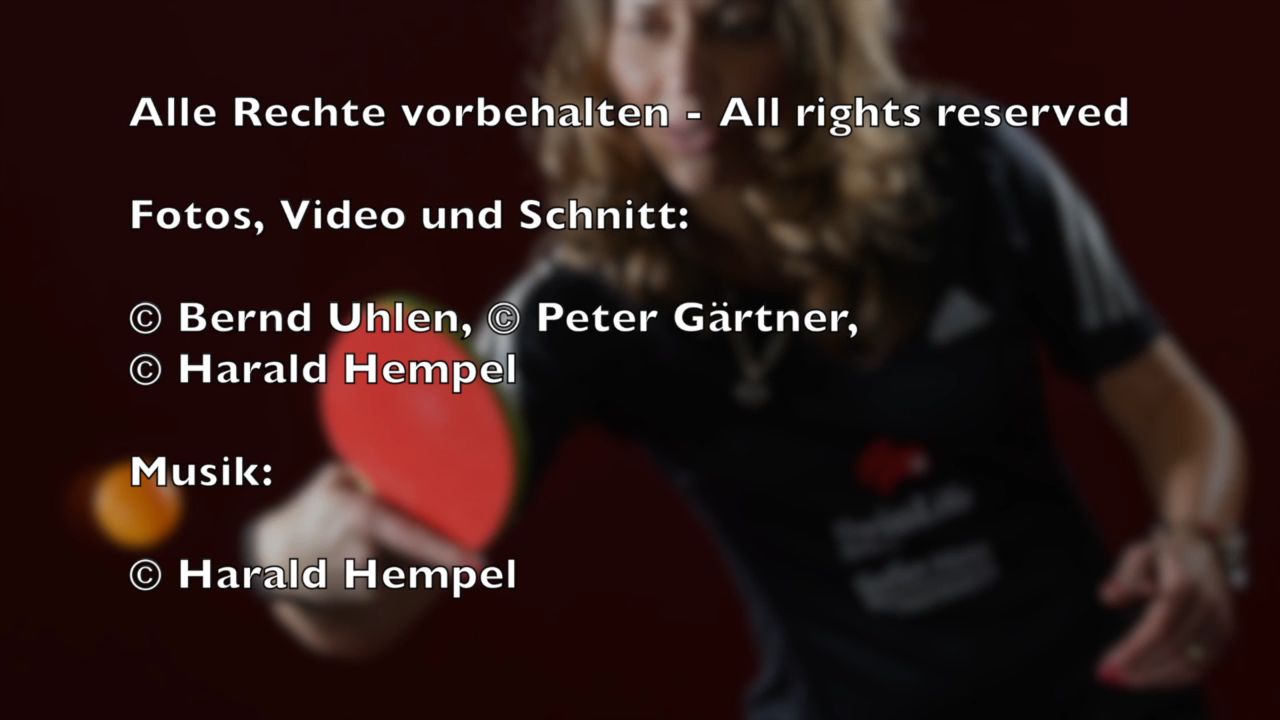 Alle Rechte vorbehalten - All rights reserved
Fotos, Video und Schnitt:
© Bernd Uhlen, © Peter Gärtner,
© Harald Hempel
Musik:
© Harald Hempel